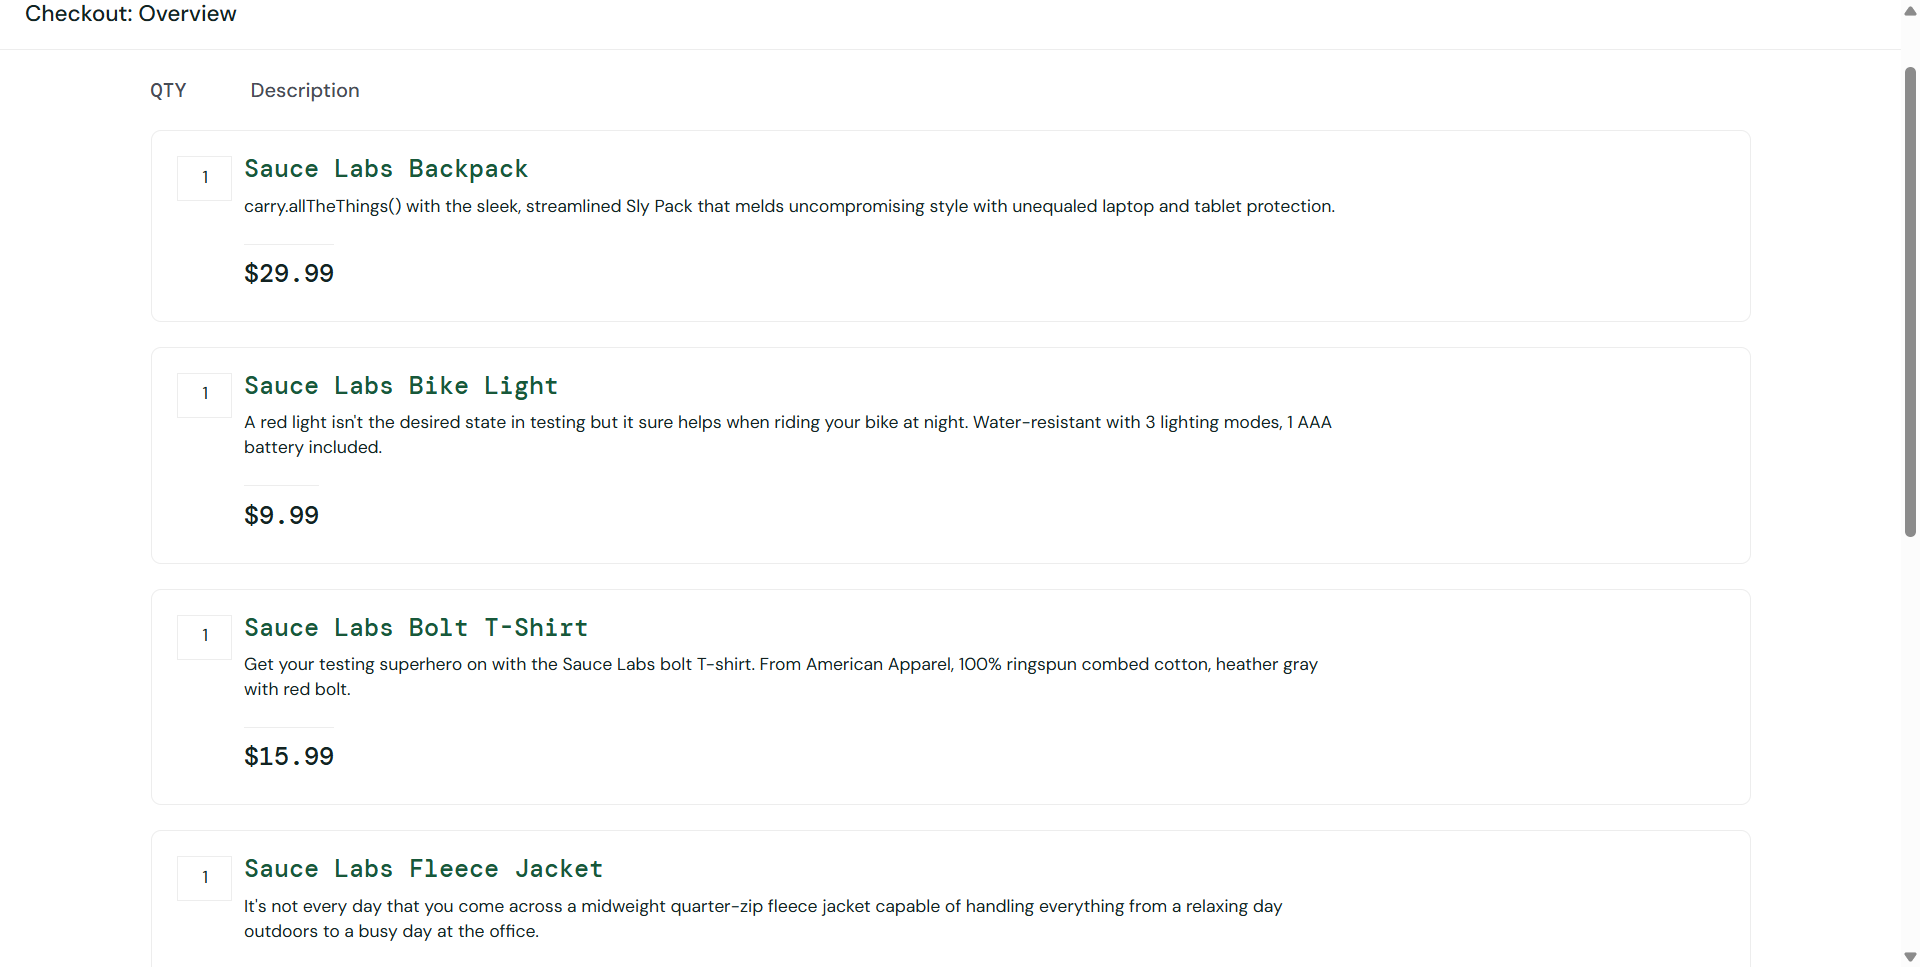 Checkout: Overview
QTY Description
1 Sauce Labs Backpack
carry.allTheThings() with the sleek, streamlined Sly Pack that melds uncompromising style with unequaled laptop and tablet protection.
$29.99
1 Sauce Labs Bike Light
A red light isn't the desired state in testing but it sure helps when riding your bike at night. Water-resistant with 3 lighting modes, 1 AAA
battery included.
$9.99
1 Sauce Labs Bolt T-Shirt
Get your testing superhero on with the Sauce Labs bolt T-shirt. From American Apparel, 100% ringspun combed cotton, heather gray
with red bolt.
$15.99
1 Sauce Labs Fleece Jacket
It's not every day that you come across a midweight quarter-zip fleece jacket capable of handling everything from a relaxing day
outdoors to a busy day at the office.